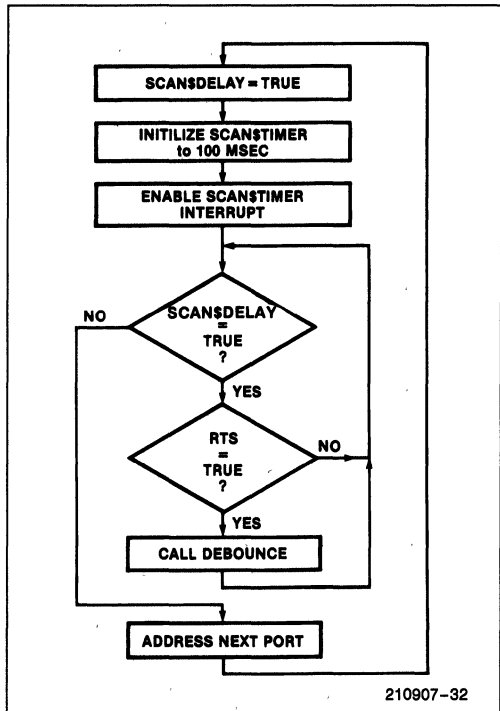 SCAN$DELAY = TRUE
INITILIZE SCAN$TIMER
to 100 MSEC
ENABLE SCAN$TIMER
INTERRUPT
NO
SCAN$DELAY
=
TRUE
?
YES
RTS
=
TRUE
?
NO
YES
CALL DEBOUNCE
ADDRESS NEXT PORT
210907-32